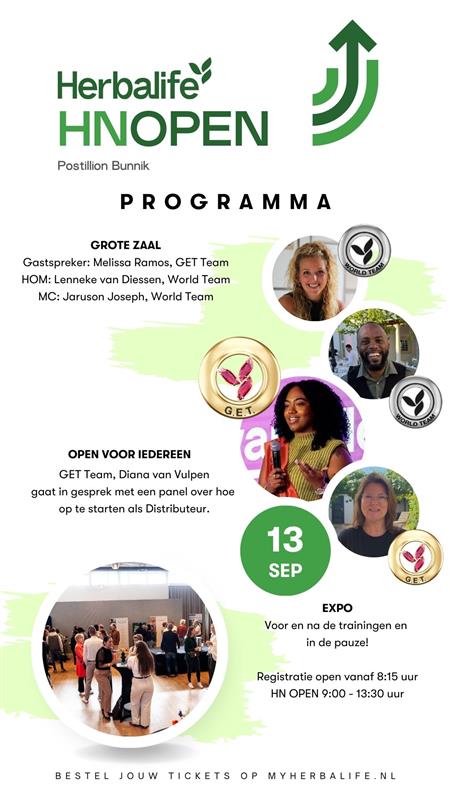 Herbalife
HNOPEN
Postillion Bunnik
PROGRAMMA
GROTE ZAAL
Gastspreker: Melissa Ramos, GET Team
HOM: Lenneke van Diessen, World Team
MC: Jaruson Joseph, World Team
WORLD TEAM
WORLD TEAM
G.E.T.
OPEN VOOR IEDEREEN
GET Team, Diana van Vulpen
gaat in gesprek met een panel over hoe
op te starten als Distributeur.
13
SEP
G.E.T.
EXPO
Voor en na de trainingen en
in de pauze!
Registratie open vanaf 8:15 uur
HN OPEN 9:00 - 13:30 uur
BESTEL JOUW TICKETS OP MYHERBALIFE.NL